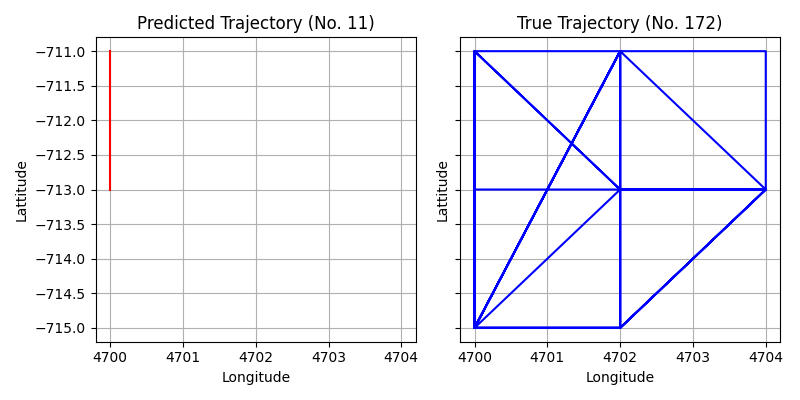 Predicted Trajectory (No. 11)
True Trajectory (No. 172)
Lattitude
−711.0
−711.5
−712.0
−712.5
−713.0
−713.5
−714.0
−714.5
−715.0
4700 4701 4702 4703 4704
Longitude
Lattitude
4700 4701 4702 4703 4704
Longitude